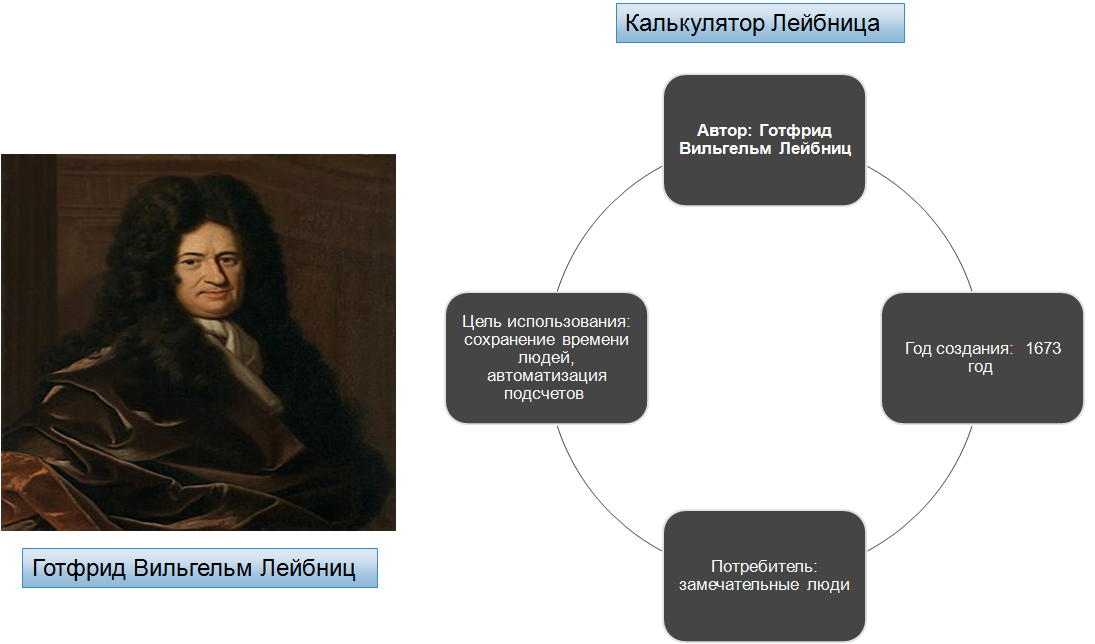 Калькулятор Лейбница
Автор: Готфрид
Вильгельм Лейбниц
Цель использования:
сохранение времени
людей,
автоматизация
подсчетов
Год создания: 1673
год
Потребитель:
замечательные люди
Готфрид Вильгельм Лейбниц